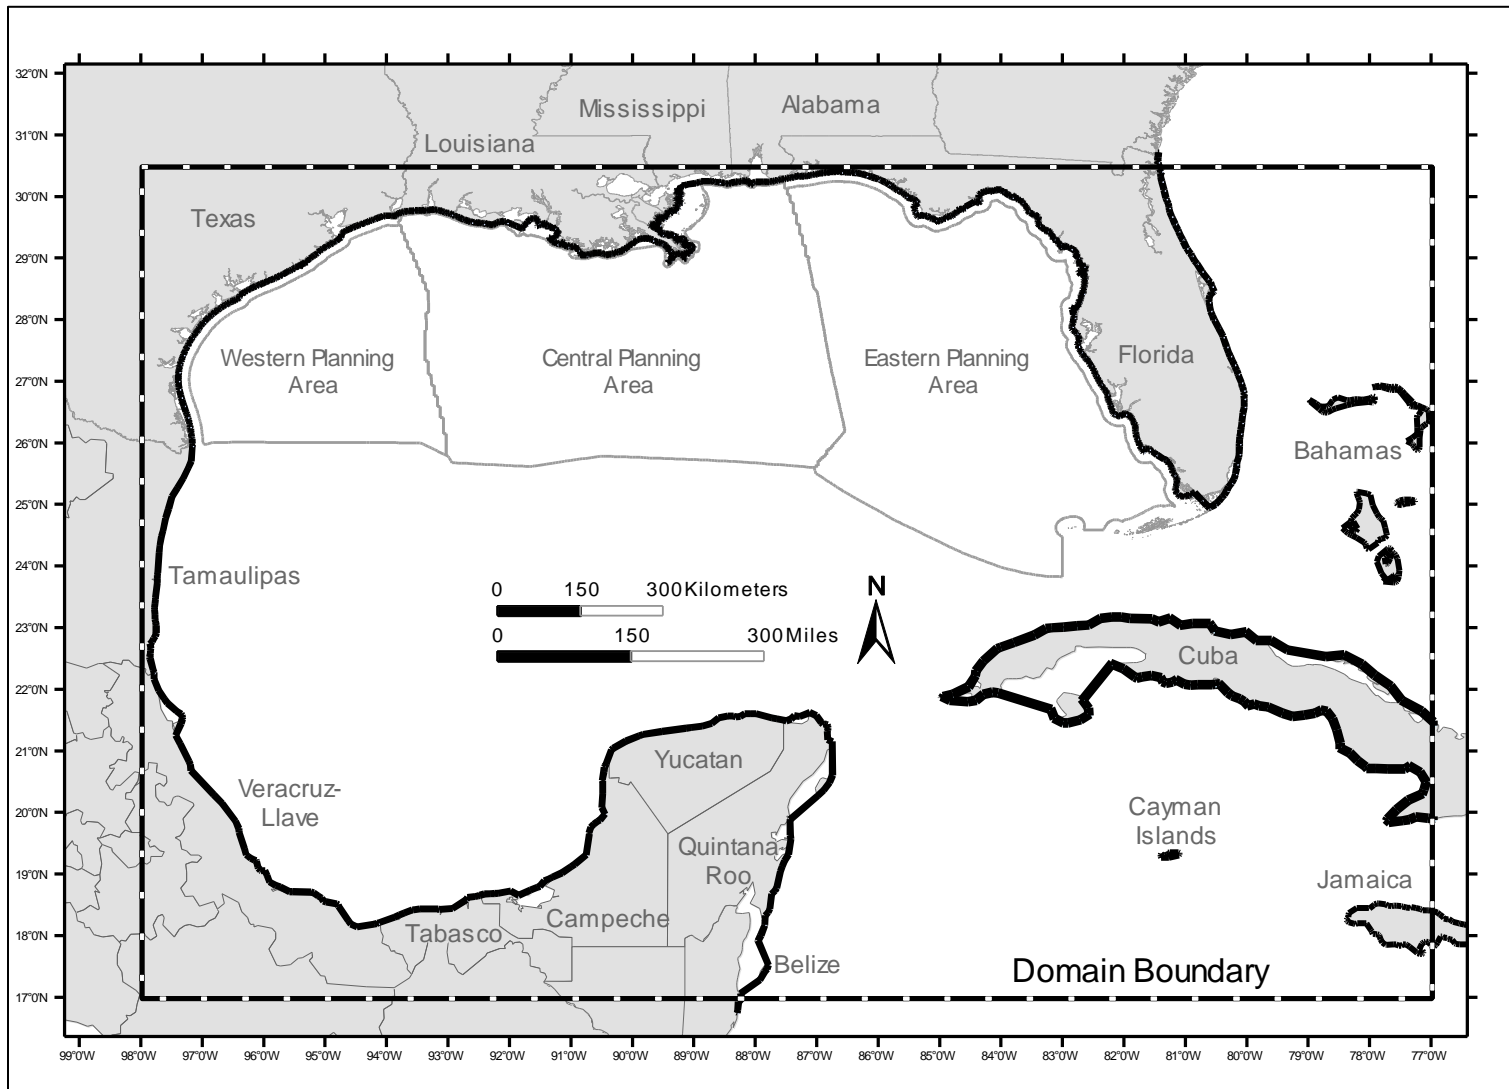 32°0'N
31°0'N
30°0'N
29°0'N
28°0'N
27°0'N
26°0'N
25°0'N
24°0'N
23°0'N
22°0'N
21°0'N
20°0'N
19°0'N
18°0'N
17°0'N
Mississippi
Alabama
Louisiana
Texas
Western Planning
Area
Central Planning
Area
Eastern Planning
Area
Florida
Bahamas
Tamaulipas
0 150 300 Kilometers
0 150 300 Miles
N
Cuba
Yucatan
Veracruz-
Llave
Cayman
Islands
Quintana
Roo
Jamaica
Campeche
Tabasco
Belize
Domain Boundary
99°0'W 98°0'W 97°0'W 96°0'W 95°0'W 94°0'W 93°0'W 92°0'W 91°0'W 90°0'W 89°0'W 88°0'W 87°0'W 86°0'W 85°0'W 84°0'W 83°0'W 82°0'W 81°0'W 80°0'W 79°0'W 78°0'W 77°0'W